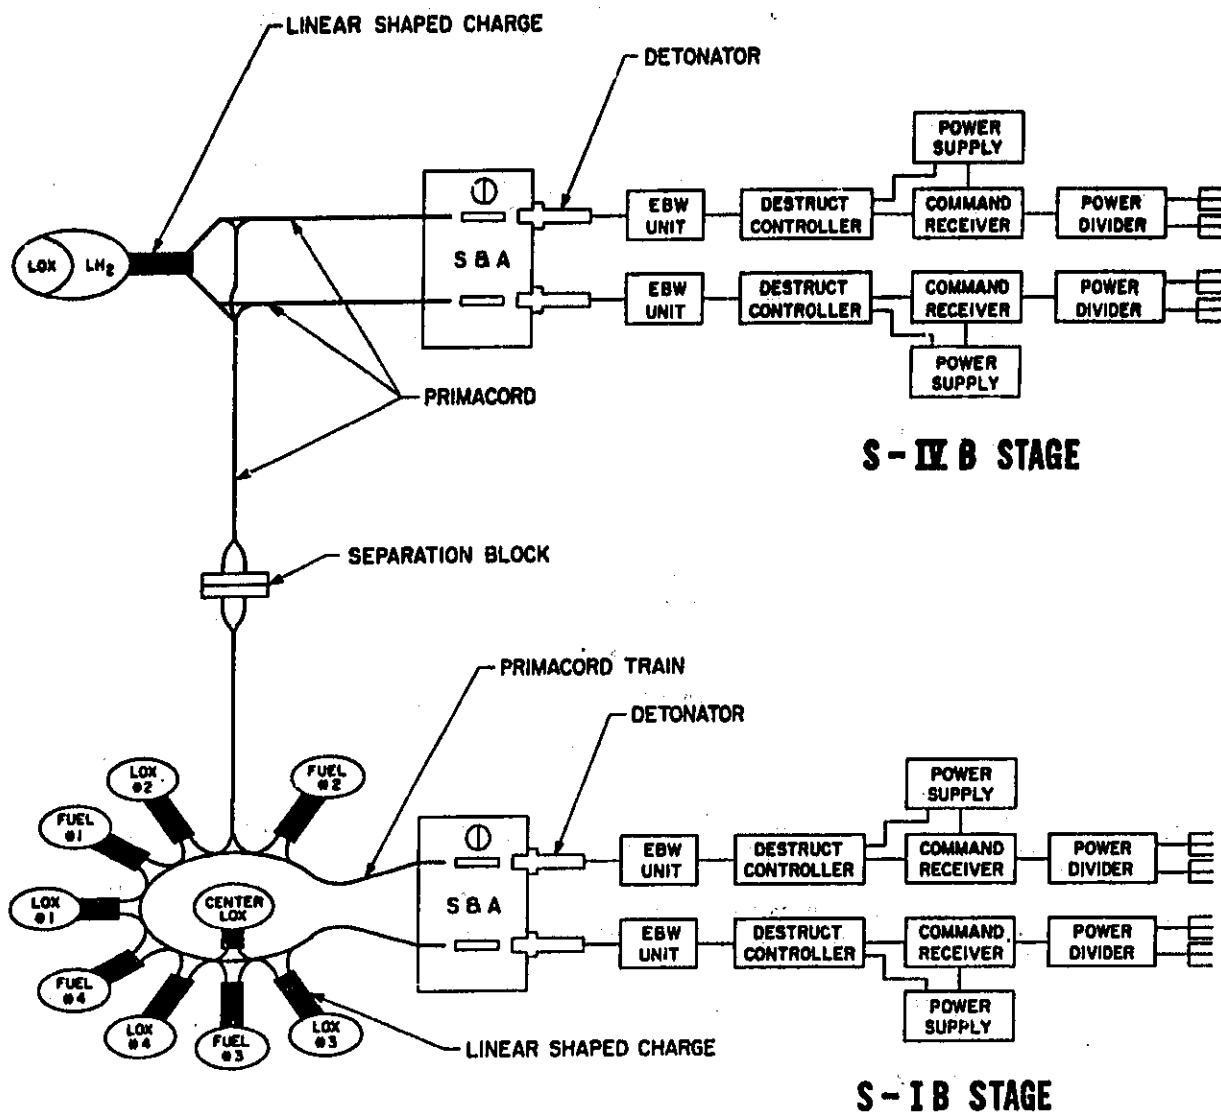 LINEAR SHAPED CHARGE
DETONATOR
POWER
SUPPLY
EBW
UNIT
DESTRUCT
CONTROLLER
COMMAND
RECEIVER
POWER
DIVIDER
LOX
LH2
S & A
EBW
UNIT
DESTRUCT
CONTROLLER
COMMAND
RECEIVER
POWER
DIVIDER
POWER
SUPPLY
PRIMACORD
S-IVB STAGE
SEPARATION BLOCK
PRIMACORD TRAIN
DETONATOR
LOX
#2
FUEL
#2
POWER
SUPPLY
FUEL
#1
EBW
UNIT
DESTRUCT
CONTROLLER
COMMAND
RECEIVER
POWER
DIVIDER
LOX
#1
CENTER
LOX
S & A
EBW
UNIT
DESTRUCT
CONTROLLER
COMMAND
RECEIVER
POWER
DIVIDER
FUEL
#4
POWER
SUPPLY
LOX
#4
FUEL
#3
LOX
#3
LINEAR SHAPED CHARGE
S-IB STAGE